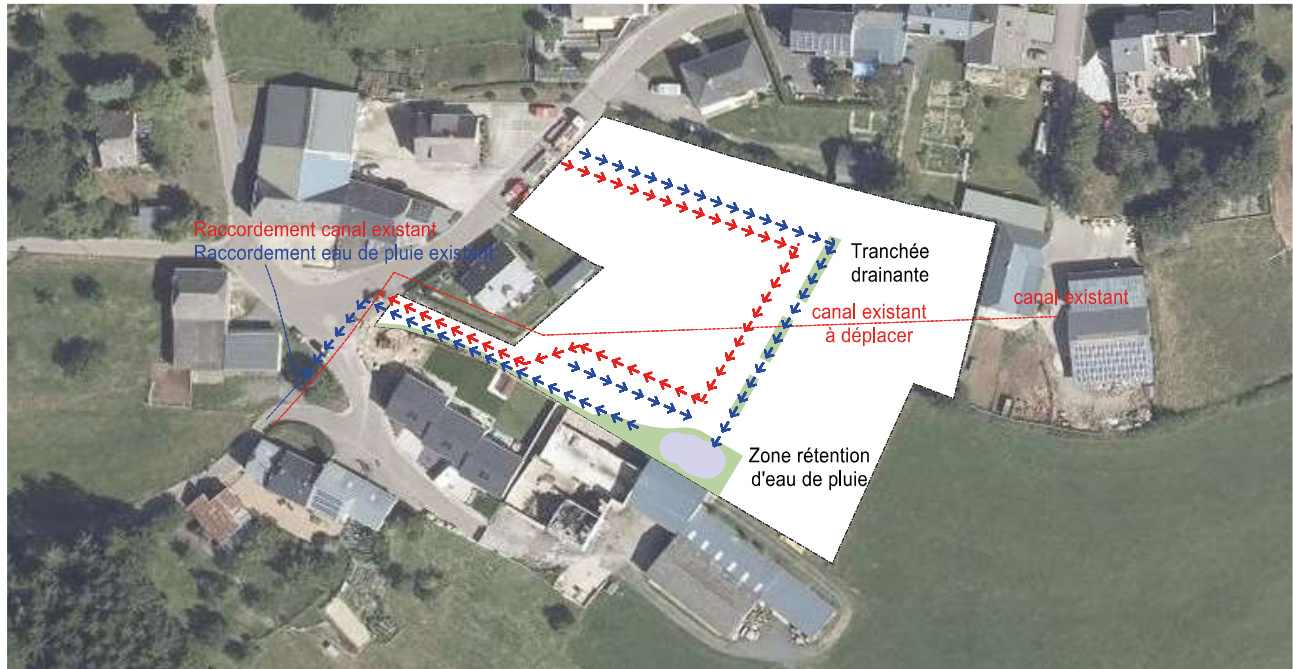 Raccordement canal existant
Raccordement eau de pluie existant
Tranchée
drainante
canal existant
canal existant
à déplacer
Zone rétention
d'eau de pluie